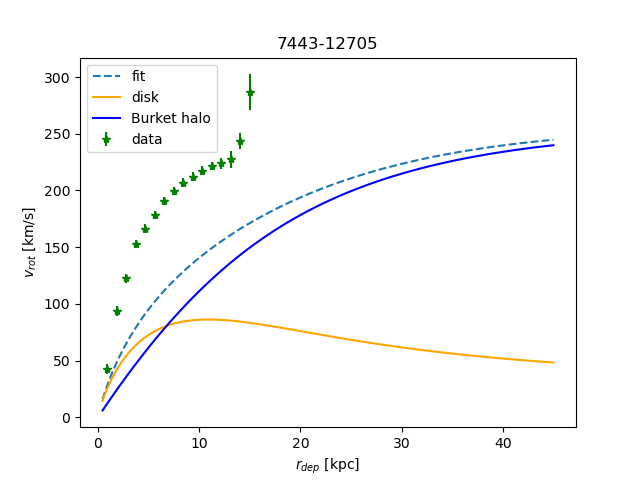 7443-12705
fit
disk
Burket halo
data
300
250
200
150
100
50
0
v_rot [km/s]
0 10 20 30 40
r_dep [kpc]